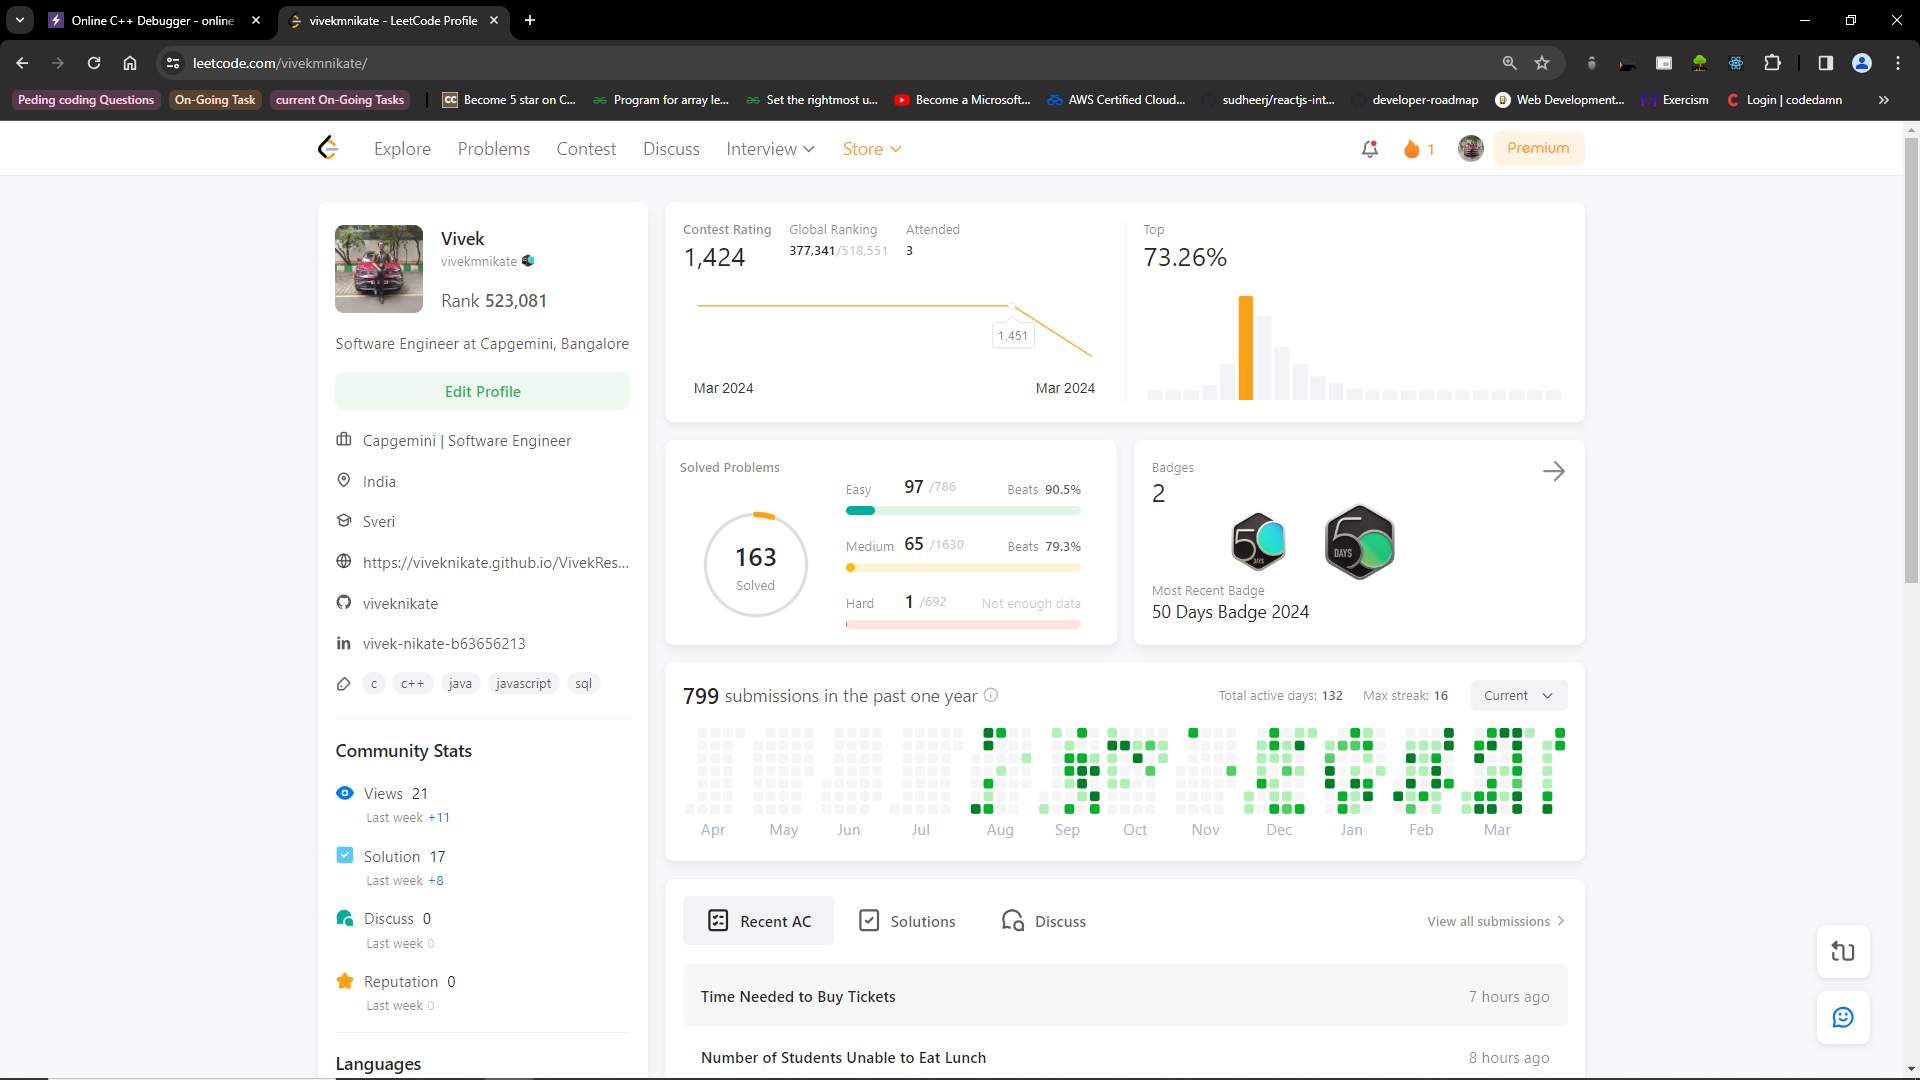 Online C++ Debugger - online
vivekmnikate - LeetCode Profile
leetcode.com/vivekmnikate/
Peding coding Questions
On-Going Task
current On-Going Tasks
CC Become 5 star on C...
Program for array le...
Set the rightmost u...
Become a Microsoft...
AWS Certified Cloud...
sudheerj/reactjs-int...
developer-roadmap
Web Development...
Exercism
Login | codedamn
Explore
Problems
Contest
Discuss
Interview
Store
1
Premium
Vivek
vivekmnikate
Rank 523,081
Software Engineer at Capgemini, Bangalore
Edit Profile
Capgemini | Software Engineer
India
Sveri
https://viveknikate.github.io/VivekRes...
viveknikate
vivek-nikate-b63656213
c
c++
java
javascript
sql
Community Stats
Views 21
Last week +11
Solution 17
Last week +8
Discuss 0
Last week 0
Reputation 0
Last week 0
Languages
Contest Rating
1,424
Global Ranking
377,341/518,551
Attended
3
1,451
Mar 2024
Mar 2024
Top
73.26%
Solved Problems
163
Solved
Easy 97 /786 Beats 90.5%
Medium 65 /1630 Beats 79.3%
Hard 1 /692 Not enough data
Badges
2
50 DAYS
50 DAYS
Most Recent Badge
50 Days Badge 2024
799 submissions in the past one year
Total active days: 132
Max streak: 16
Current
Apr May Jun Jul Aug Sep Oct Nov Dec Jan Feb Mar
Recent AC
Solutions
Discuss
View all submissions
Time Needed to Buy Tickets 7 hours ago
Number of Students Unable to Eat Lunch 8 hours ago